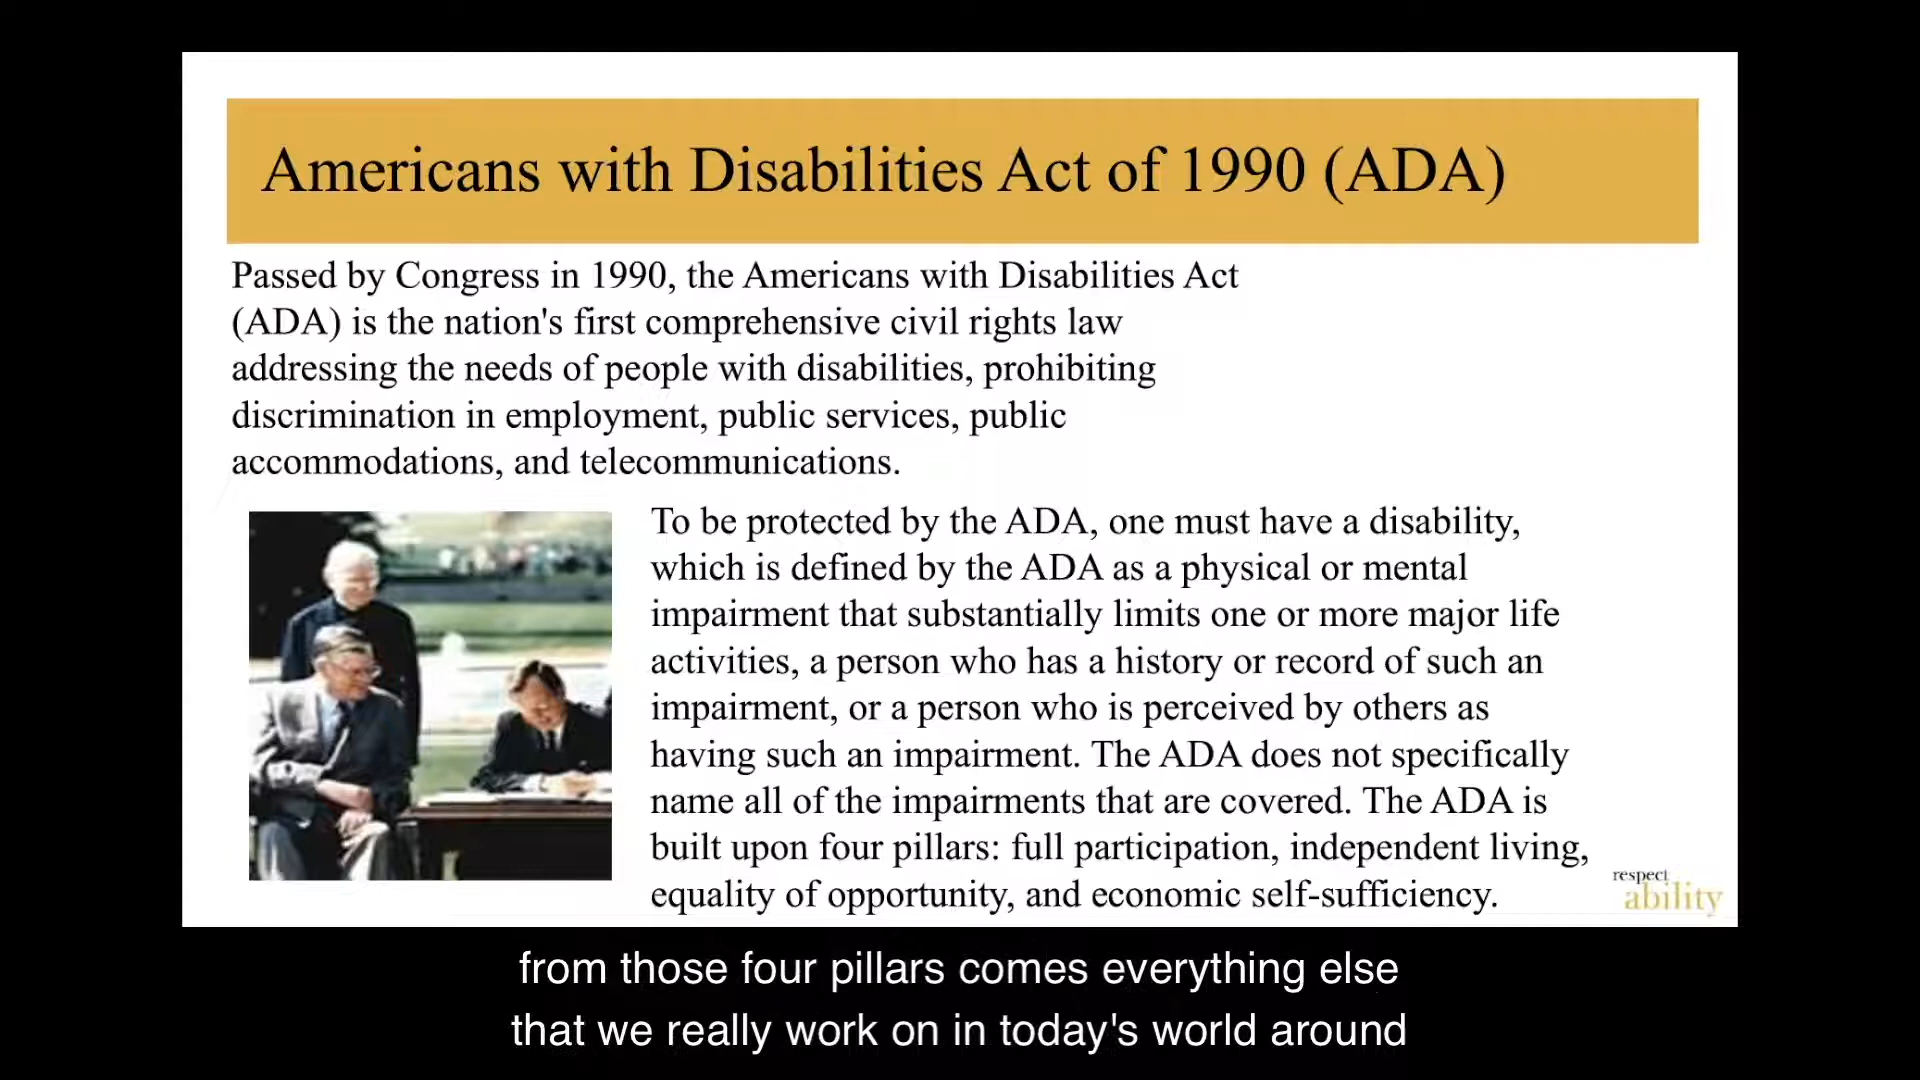 Americans with Disabilities Act of 1990 (ADA)
Passed by Congress in 1990, the Americans with Disabilities Act
(ADA) is the nation's first comprehensive civil rights law
addressing the needs of people with disabilities, prohibiting
discrimination in employment, public services, public
accommodations, and telecommunications.
To be protected by the ADA, one must have a disability,
which is defined by the ADA as a physical or mental
impairment that substantially limits one or more major life
activities, a person who has a history or record of such an
impairment, or a person who is perceived by others as
having such an impairment. The ADA does not specifically
name all of the impairments that are covered. The ADA is
built upon four pillars: full participation, independent living,
equality of opportunity, and economic self-sufficiency.
respect
ability
from those four pillars comes everything else
that we really work on in today's world around